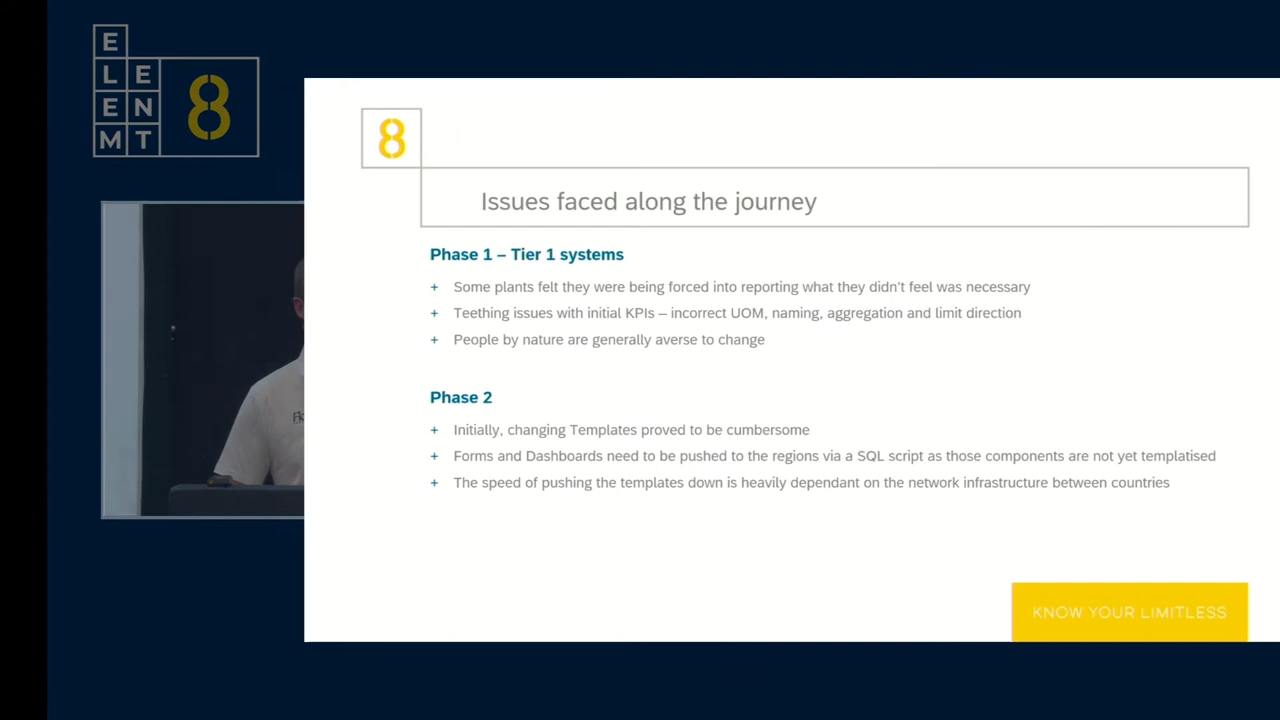 E
L E
E N
M T
8
8
Issues faced along the journey
Phase 1 – Tier 1 systems
+ Some plants felt they were being forced into reporting what they didn't feel was necessary
+ Teething issues with initial KPIs – incorrect UOM, naming, aggregation and limit direction
+ People by nature are generally averse to change
Phase 2
+ Initially, changing Templates proved to be cumbersome
+ Forms and Dashboards need to be pushed to the regions via a SQL script as those components are not yet templatised
+ The speed of pushing the templates down is heavily dependant on the network infrastructure between countries
KNOW YOUR LIMITLESS